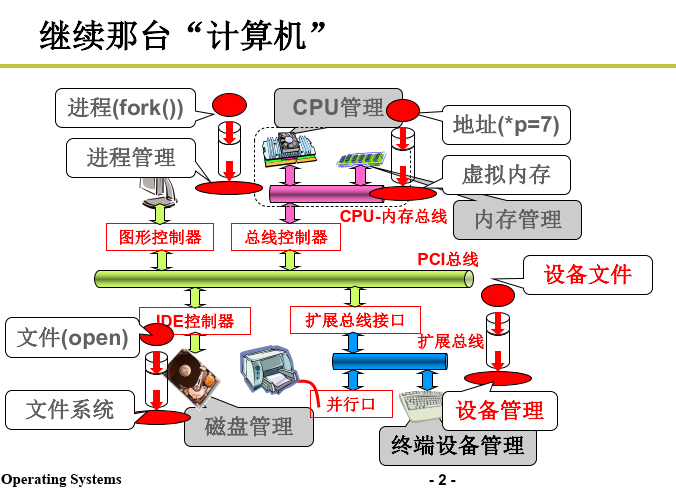 继续那台“计算机”
进程(fork())
CPU管理
地址(*p=7)
进程管理
虚拟内存
CPU-内存总线
内存管理
图形控制器
总线控制器
PCI总线
设备文件
IDE控制器
扩展总线接口
文件(open)
扩展总线
文件系统
磁盘管理
并行口
设备管理
终端设备管理
Operating Systems
- 2 -